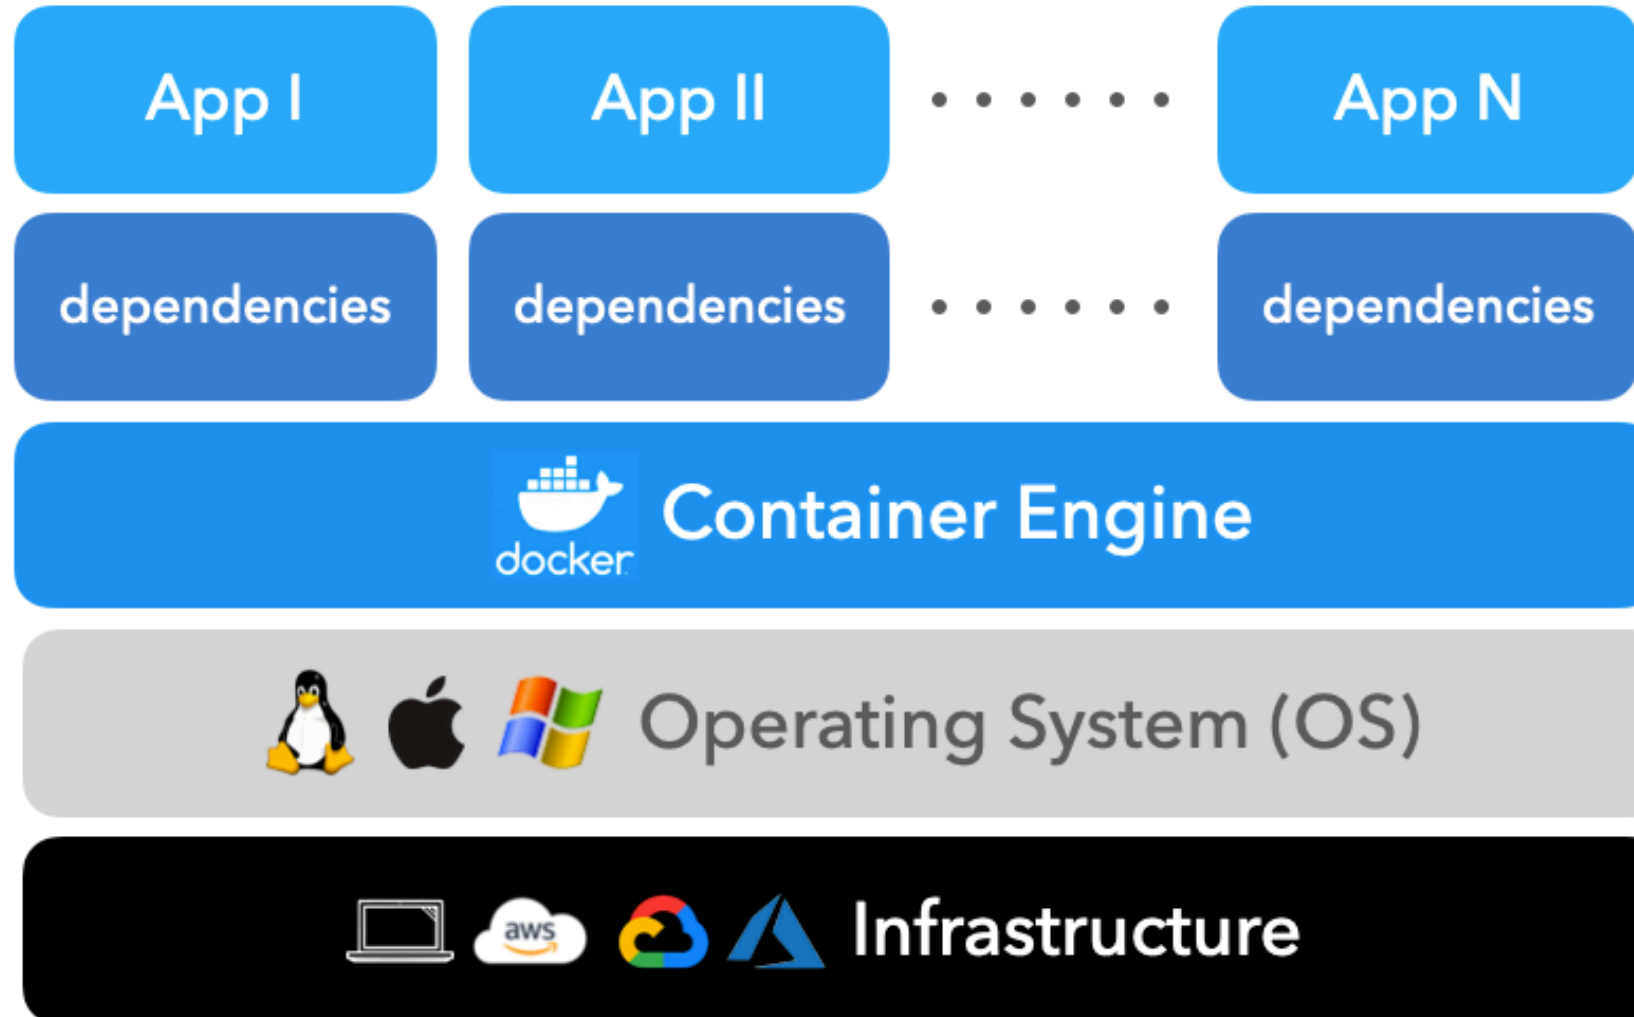 App I
App II
App N
dependencies
dependencies
dependencies
docker
Container Engine
Operating System (OS)
aws
Infrastructure